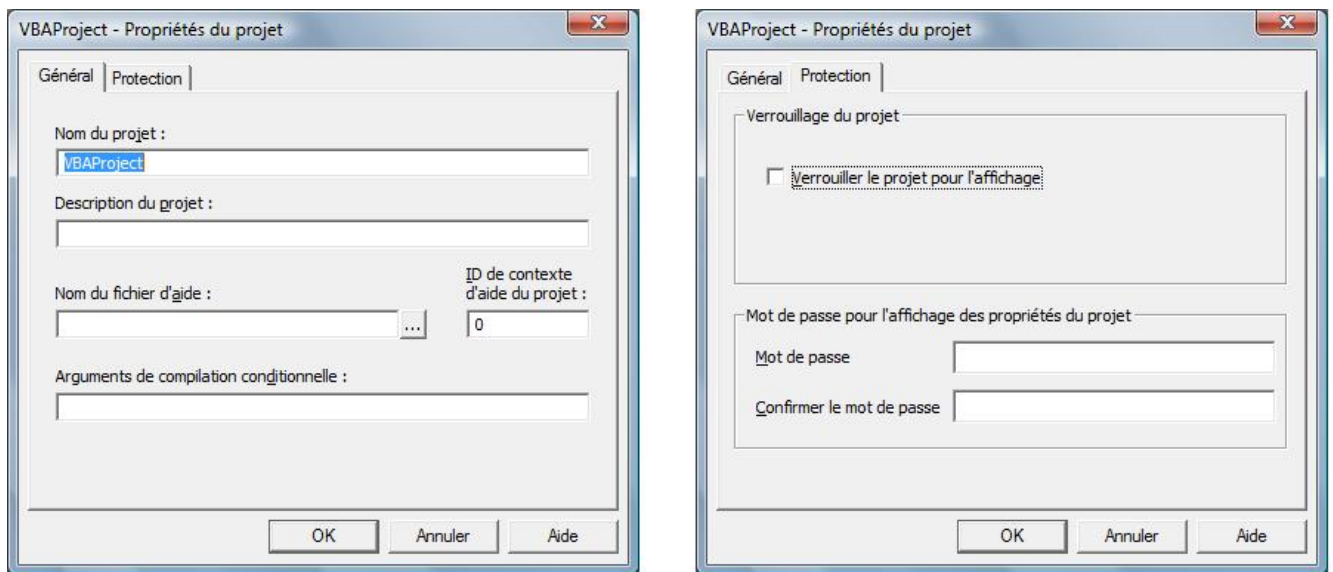 VBAProject - Propriétés du projet
Général
Protection
Nom du projet :
VBAProject
Description du projet :
Nom du fichier d'aide :
...
ID de contexte
d'aide du projet :
0
Arguments de compilation conditionnelle :
OK
Annuler
Aide
VBAProject - Propriétés du projet
Général
Protection
Verrouillage du projet
Verrouiller le projet pour l'affichage
Mot de passe pour l'affichage des propriétés du projet
Mot de passe
Confirmer le mot de passe
OK
Annuler
Aide